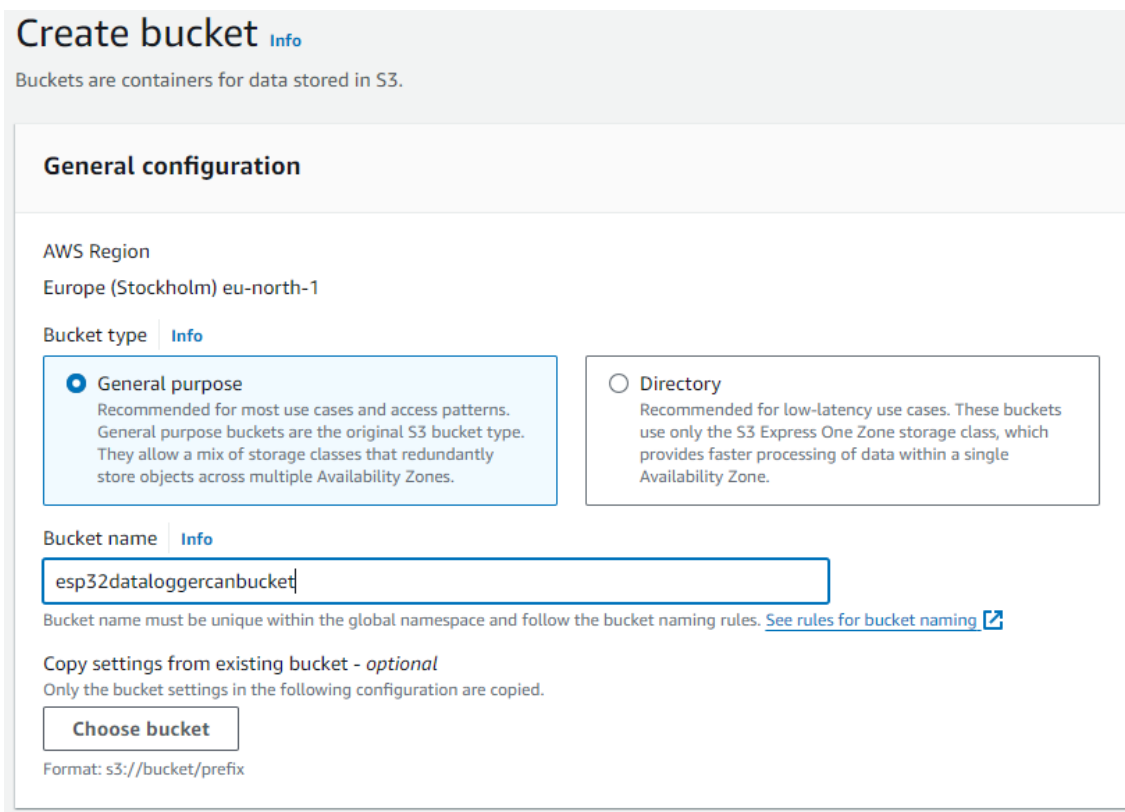 Create bucket Info
Buckets are containers for data stored in S3.
General configuration
AWS Region
Europe (Stockholm) eu-north-1
Bucket type Info
General purpose
Recommended for most use cases and access patterns.
General purpose buckets are the original S3 bucket type.
They allow a mix of storage classes that redundantly
store objects across multiple Availability Zones.
Directory
Recommended for low-latency use cases. These buckets
use only the S3 Express One Zone storage class, which
provides faster processing of data within a single
Availability Zone.
Bucket name Info
esp32dataloggercanbucket
Bucket name must be unique within the global namespace and follow the bucket naming rules. See rules for bucket naming
Copy settings from existing bucket - optional
Only the bucket settings in the following configuration are copied.
Choose bucket
Format: s3://bucket/prefix